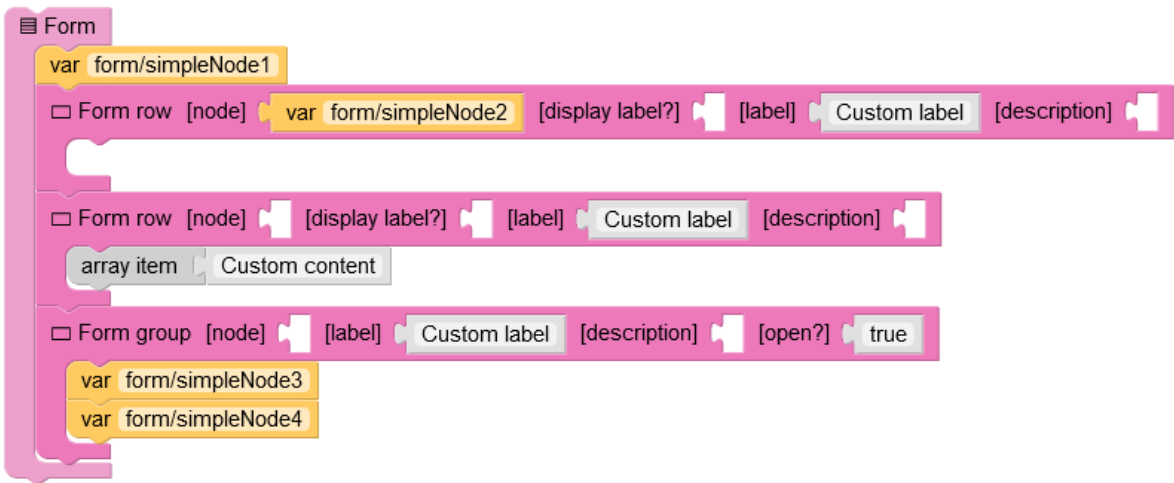 Form
var form/simpleNode1
Form row [node] var form/simpleNode2 [display label?] [label] Custom label [description]
Form row [node] [display label?] [label] Custom label [description]
array item Custom content
Form group [node] [label] Custom label [description] [open?] true
var form/simpleNode3
var form/simpleNode4